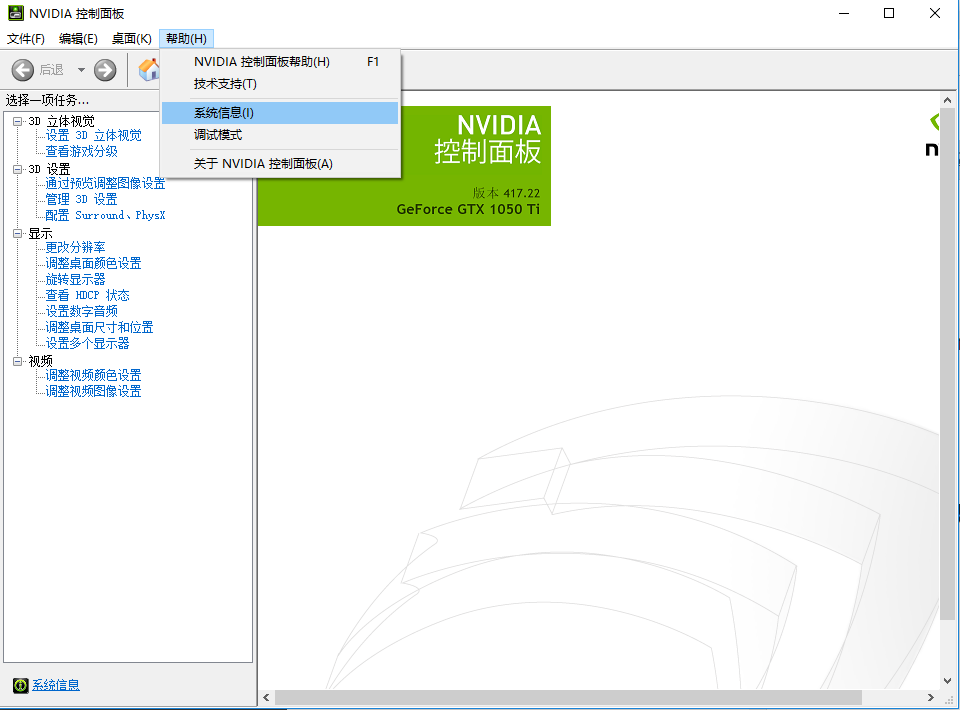 NVIDIA 控制面板
文件(F) 编辑(E) 桌面(K) 帮助(H)
NVIDIA 控制面板帮助(H) F1
技术支持(T)
系统信息(I)
调试模式
关于 NVIDIA 控制面板(A)
后退
选择一项任务...
3D 立体视觉
设置 3D 立体视觉
查看游戏分级
3D 设置
通过预览调整图像设置
管理 3D 设置
配置 Surround、PhysX
显示
更改分辨率
调整桌面颜色设置
旋转显示器
查看 HDCP 状态
设置数字音频
调整桌面尺寸和位置
设置多个显示器
视频
调整视频颜色设置
调整视频图像设置
系统信息
NVIDIA
控制面板
版本 417.22
GeForce GTX 1050 Ti
n